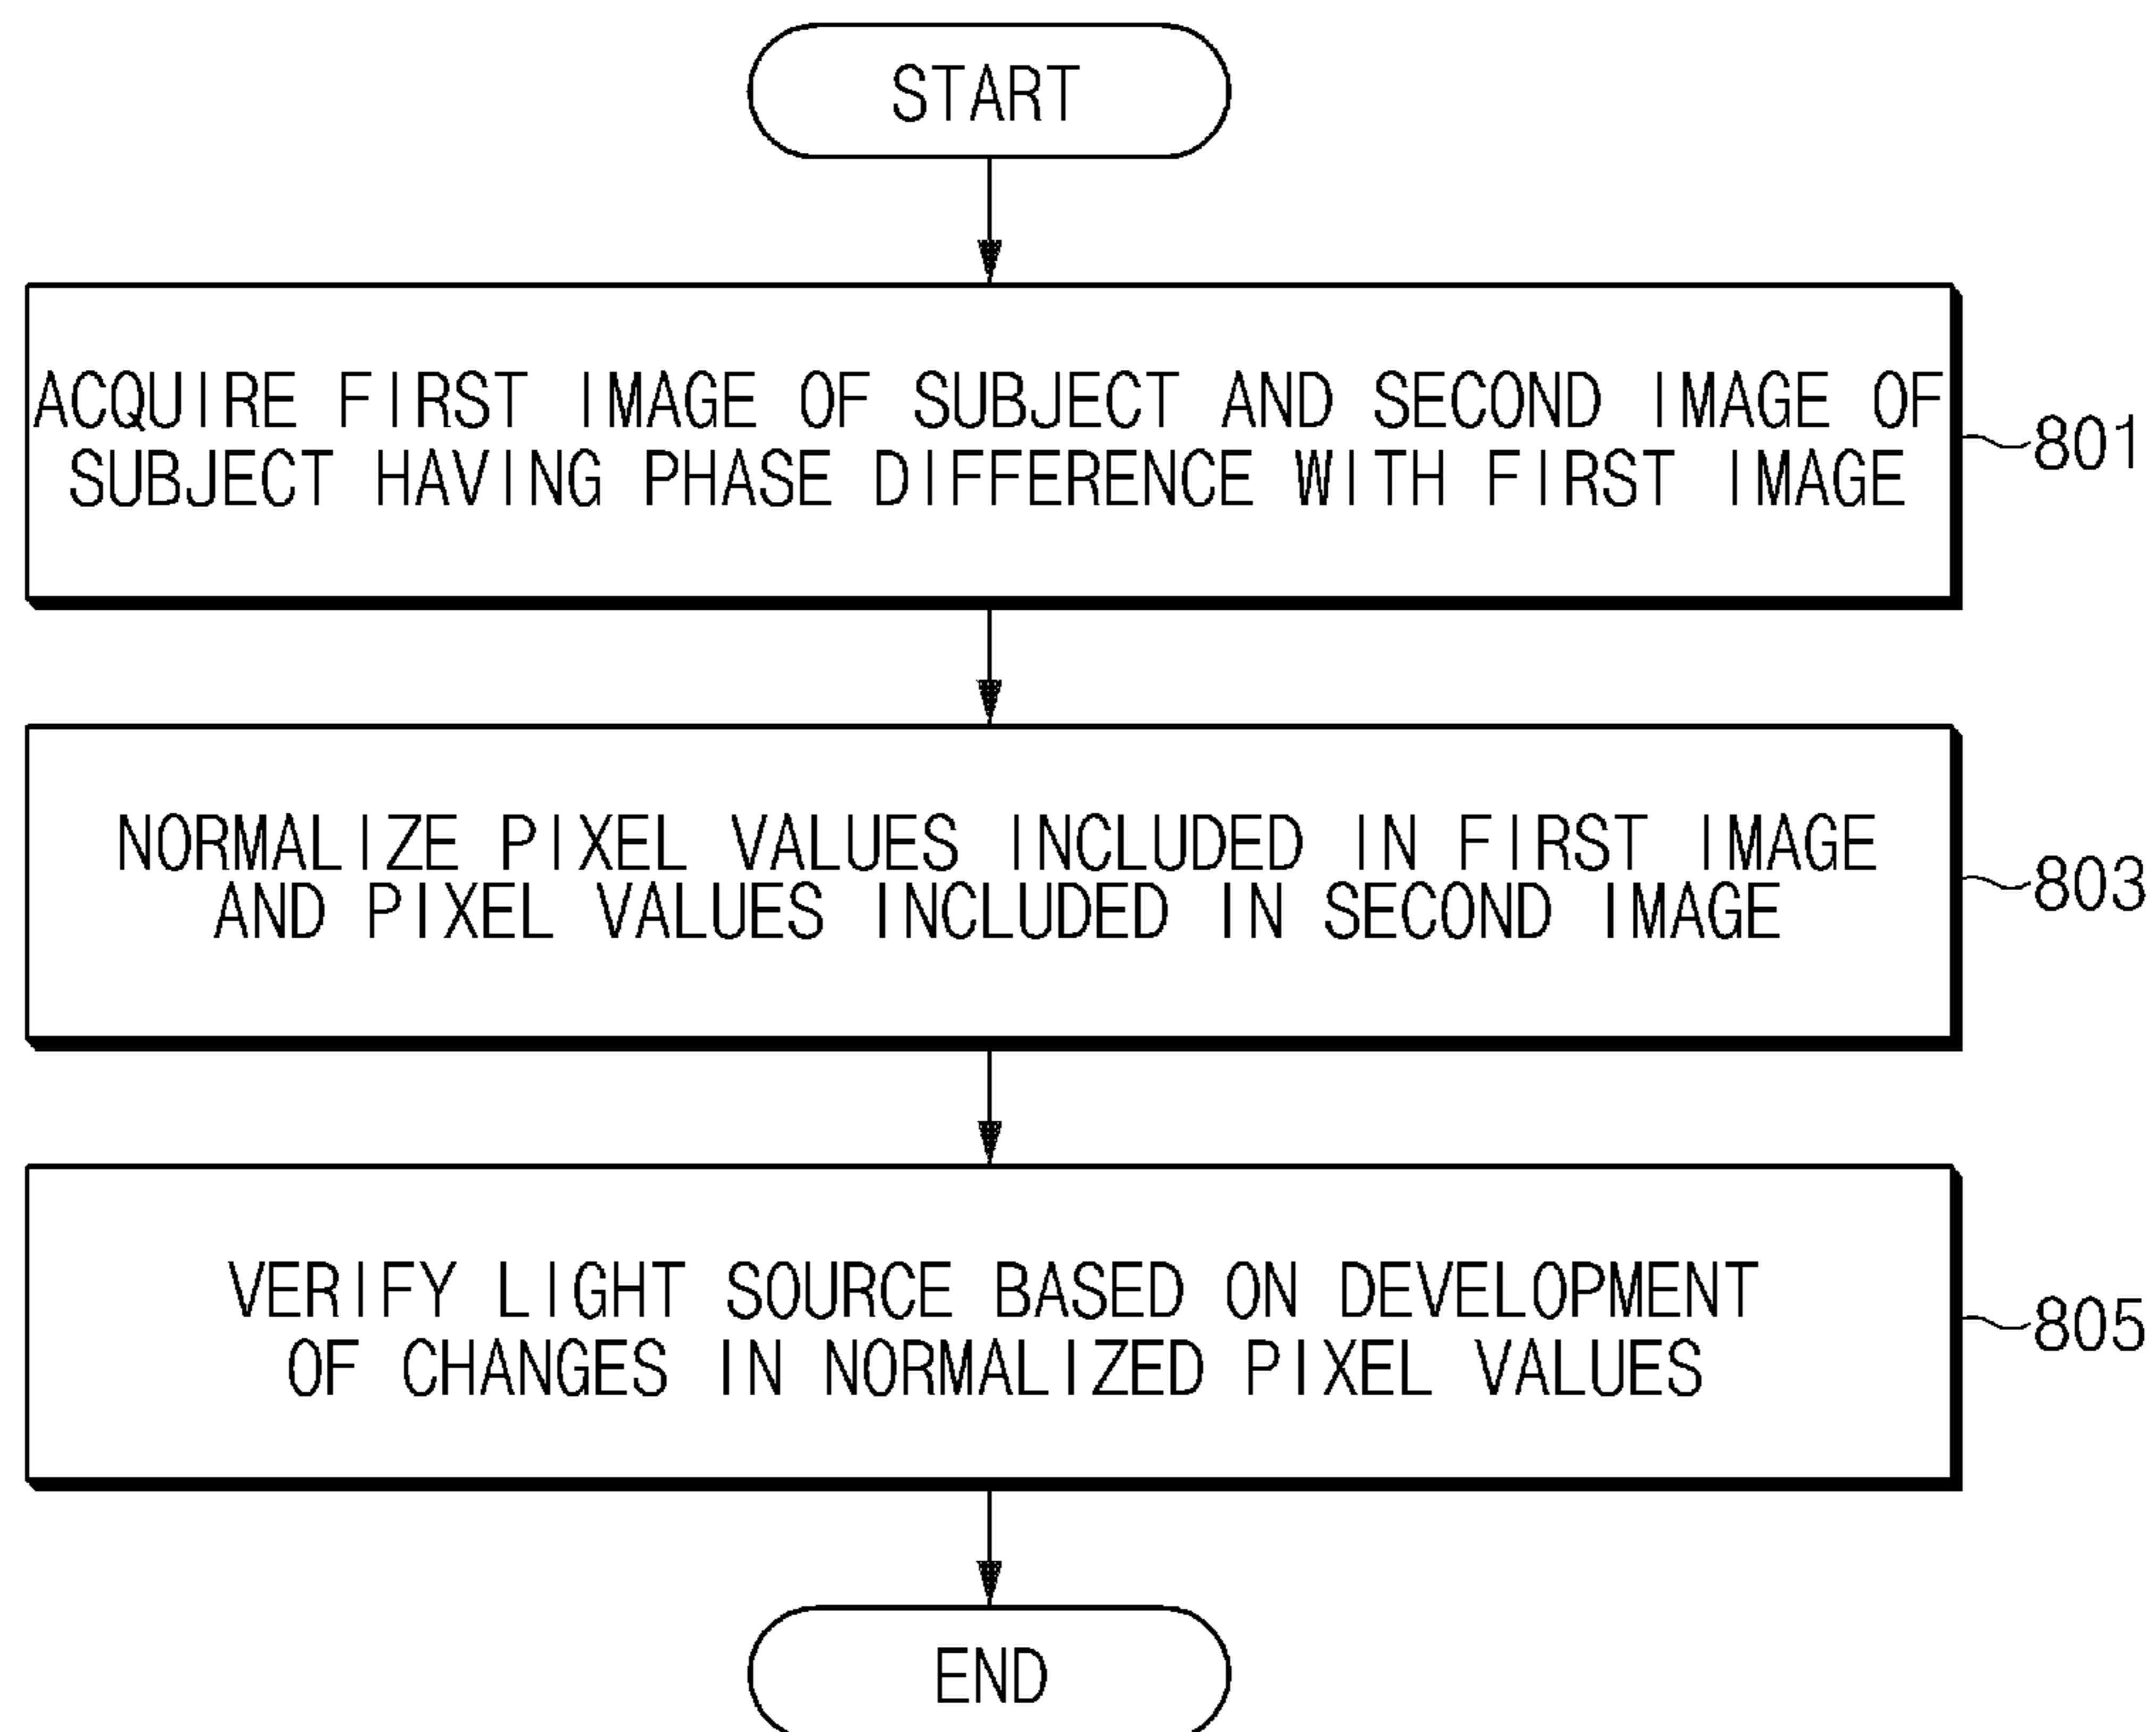 START
ACQUIRE FIRST IMAGE OF SUBJECT AND SECOND IMAGE OF
SUBJECT HAVING PHASE DIFFERENCE WITH FIRST IMAGE
801
NORMALIZE PIXEL VALUES INCLUDED IN FIRST IMAGE
AND PIXEL VALUES INCLUDED IN SECOND IMAGE
803
VERIFY LIGHT SOURCE BASED ON DEVELOPMENT
OF CHANGES IN NORMALIZED PIXEL VALUES
805
END